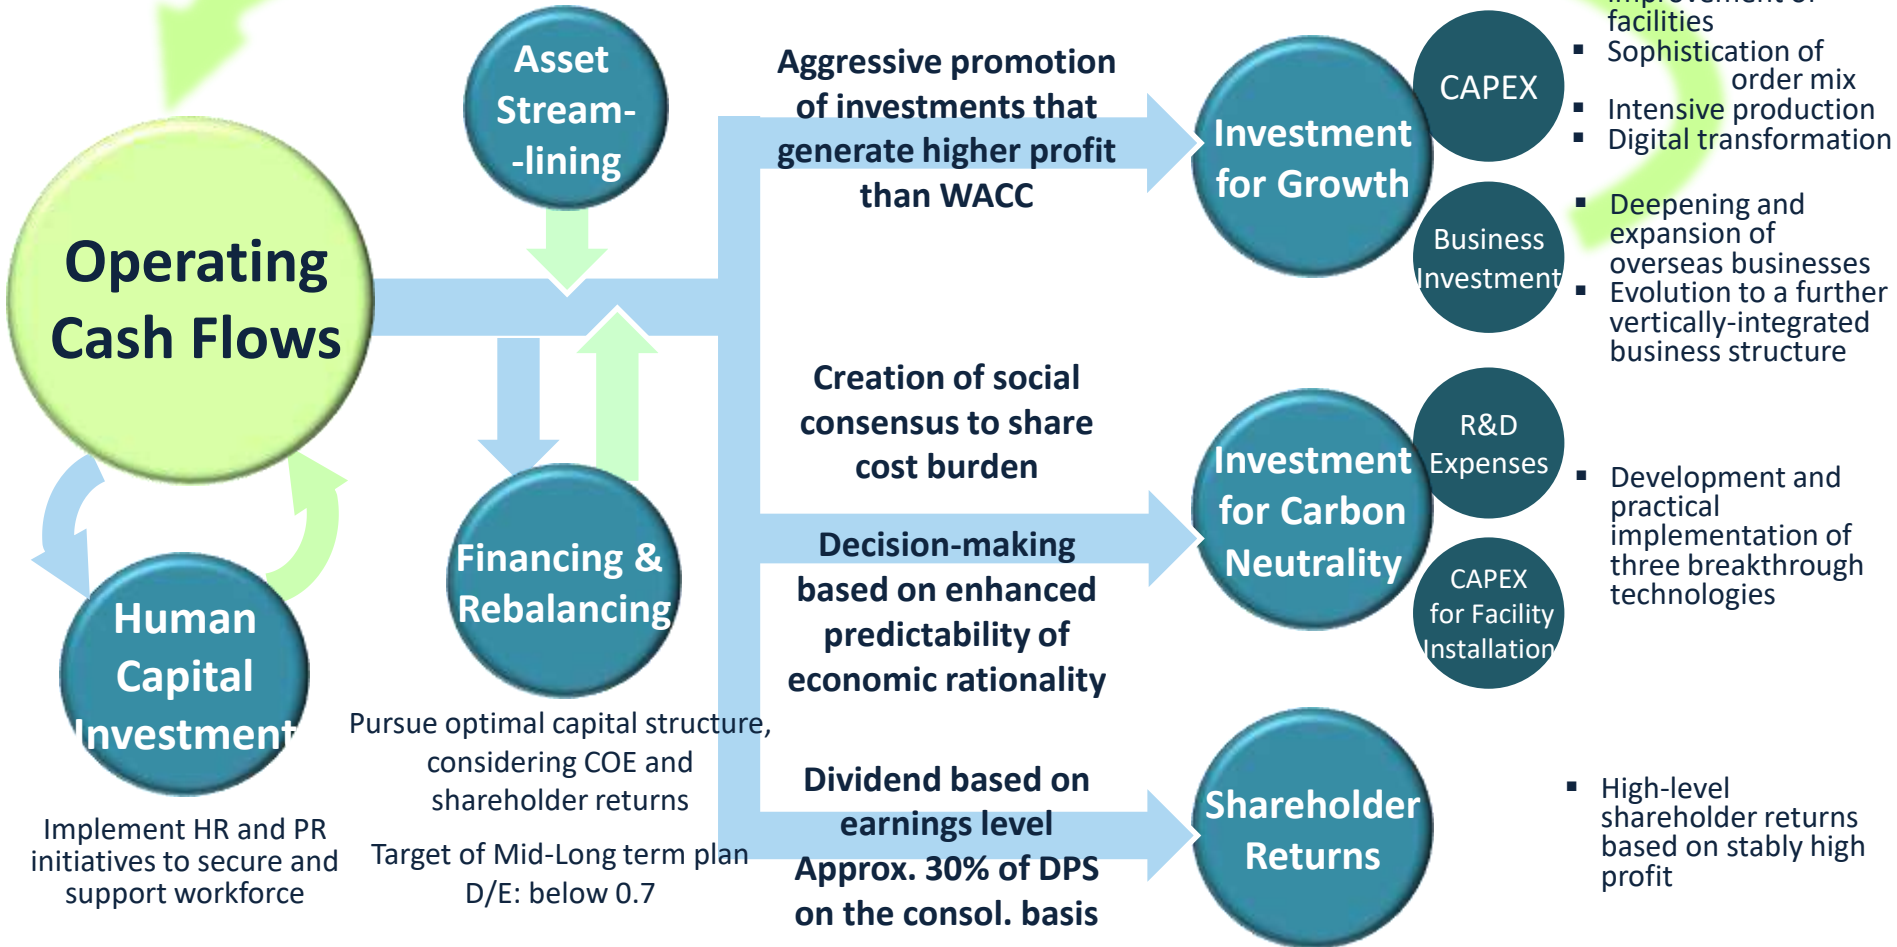 Operating
Cash Flows
Human
Capital
Investment
Implement HR and PR
initiatives to secure and
support workforce
Asset
Stream-
-lining
Financing &
Rebalancing
Pursue optimal capital structure,
considering COE and
shareholder returns
Target of Mid-Long term plan
D/E: below 0.7
Aggressive promotion
of investments that
generate higher profit
than WACC
Creation of social
consensus to share
cost burden
Decision-making
based on enhanced
predictability of
economic rationality
Dividend based on
earnings level
Approx. 30% of DPS
on the consol. basis
Investment
for Growth
CAPEX
Business
Investment
improvement of
facilities
▪ Sophistication of
order mix
▪ Intensive production
▪ Digital transformation
▪ Deepening and
expansion of
overseas businesses
▪ Evolution to a further
vertically-integrated
business structure
Investment
for Carbon
Neutrality
R&D
Expenses
CAPEX
for Facility
Installation
▪ Development and
practical
implementation of
three breakthrough
technologies
Shareholder
Returns
▪ High-level
shareholder returns
based on stably high
profit